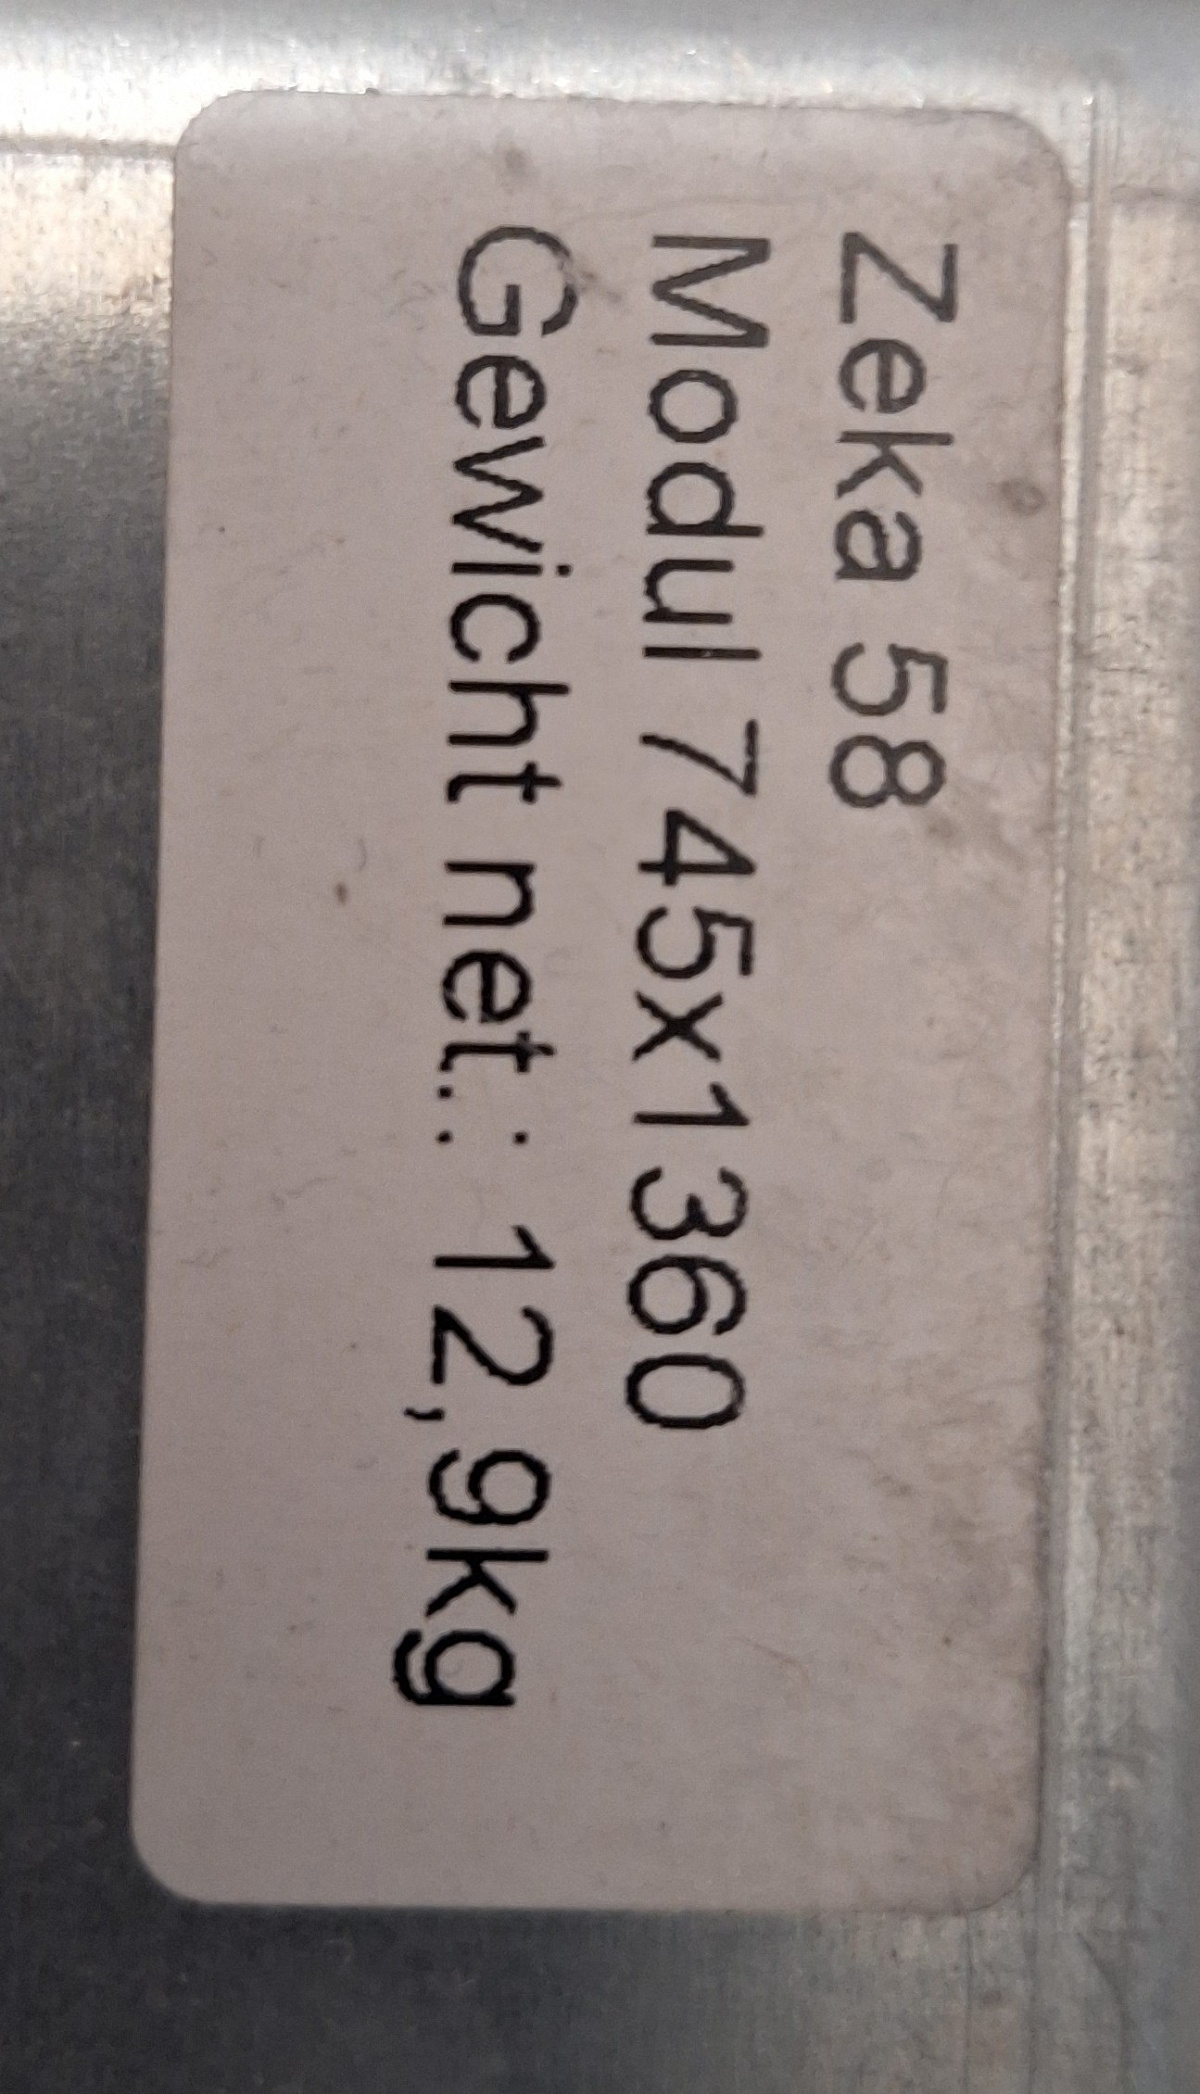 Zeka 58
Modul 745x1360
Gewicht net.: 12,9kg